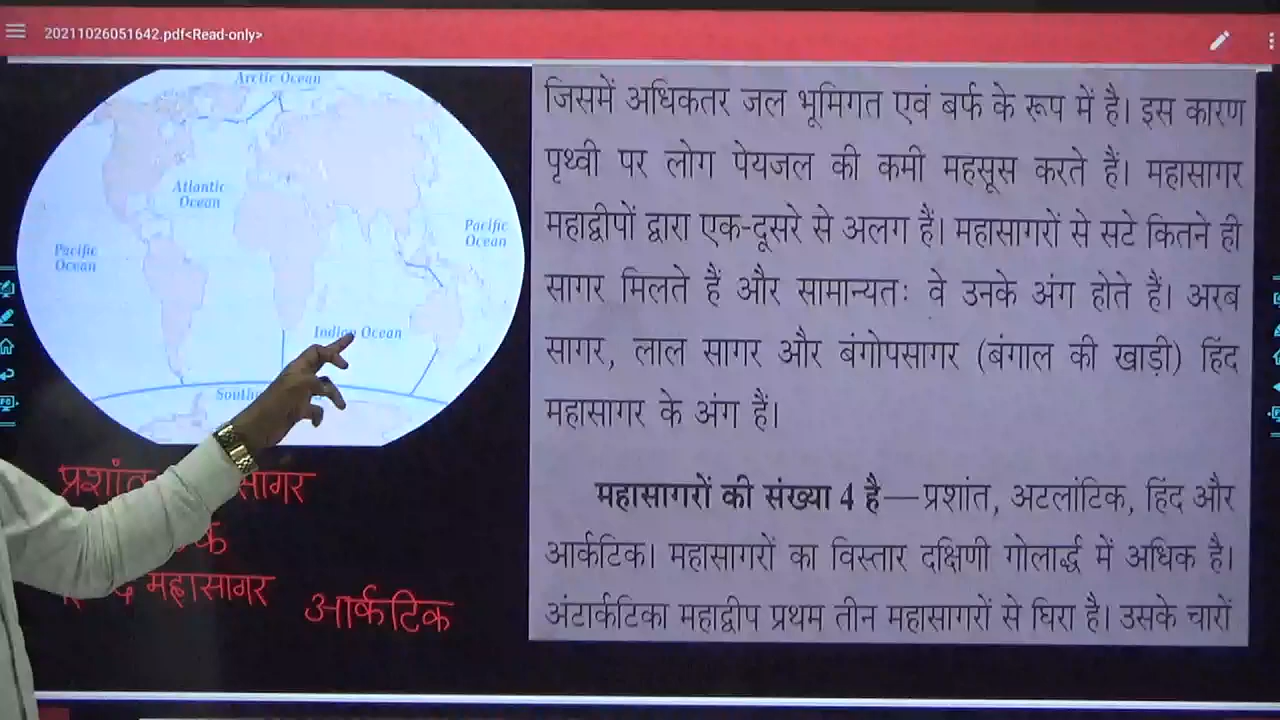 20211026051642.pdf<Read-only>
Arctic Ocean
Atlantic
Ocean
Pacific
Ocean
Pacific
Ocean
Indian Ocean
प्रशांत सागर
महासागर
आर्कटिक
जिसमें अधिकतर जल भूमिगत एवं बर्फ के रूप में है। इस कारण
पृथ्वी पर लोग पेयजल की कमी महसूस करते हैं। महासागर
महाद्वीपों द्वारा एक-दूसरे से अलग हैं। महासागरों से सटे कितने ही
सागर मिलते हैं और सामान्यतः वे उनके अंग होते हैं। अरब
सागर, लाल सागर और बंगोपसागर (बंगाल की खाड़ी) हिंद
महासागर के अंग हैं।
महासागरों की संख्या 4 है—प्रशांत, अटलांटिक, हिंद और
आर्कटिक। महासागरों का विस्तार दक्षिणी गोलार्द्ध में अधिक है।
अंटार्कटिका महाद्वीप प्रथम तीन महासागरों से घिरा है। उसके चारों